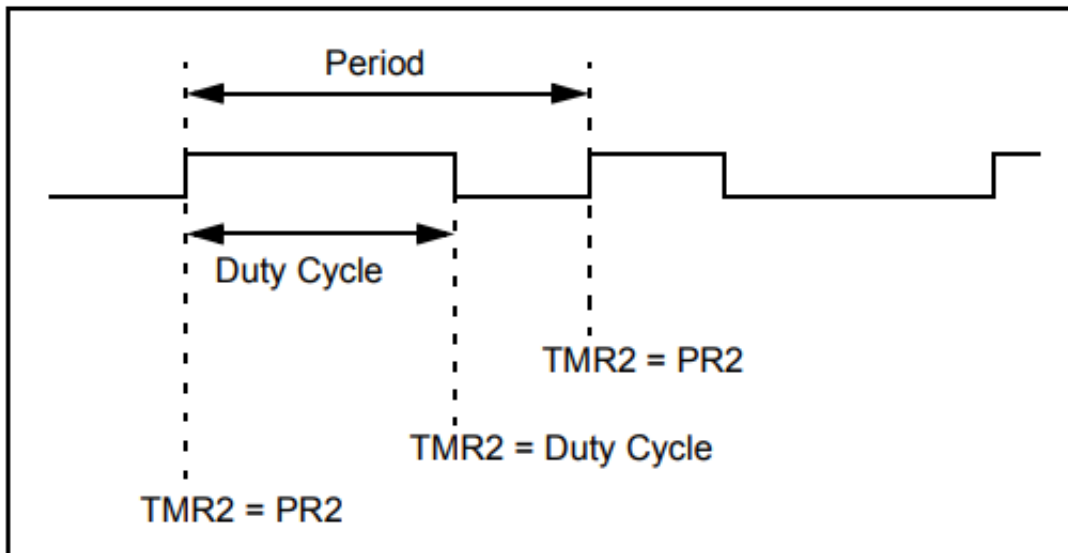 Period
Duty Cycle
TMR2 = PR2
TMR2 = Duty Cycle
TMR2 = PR2